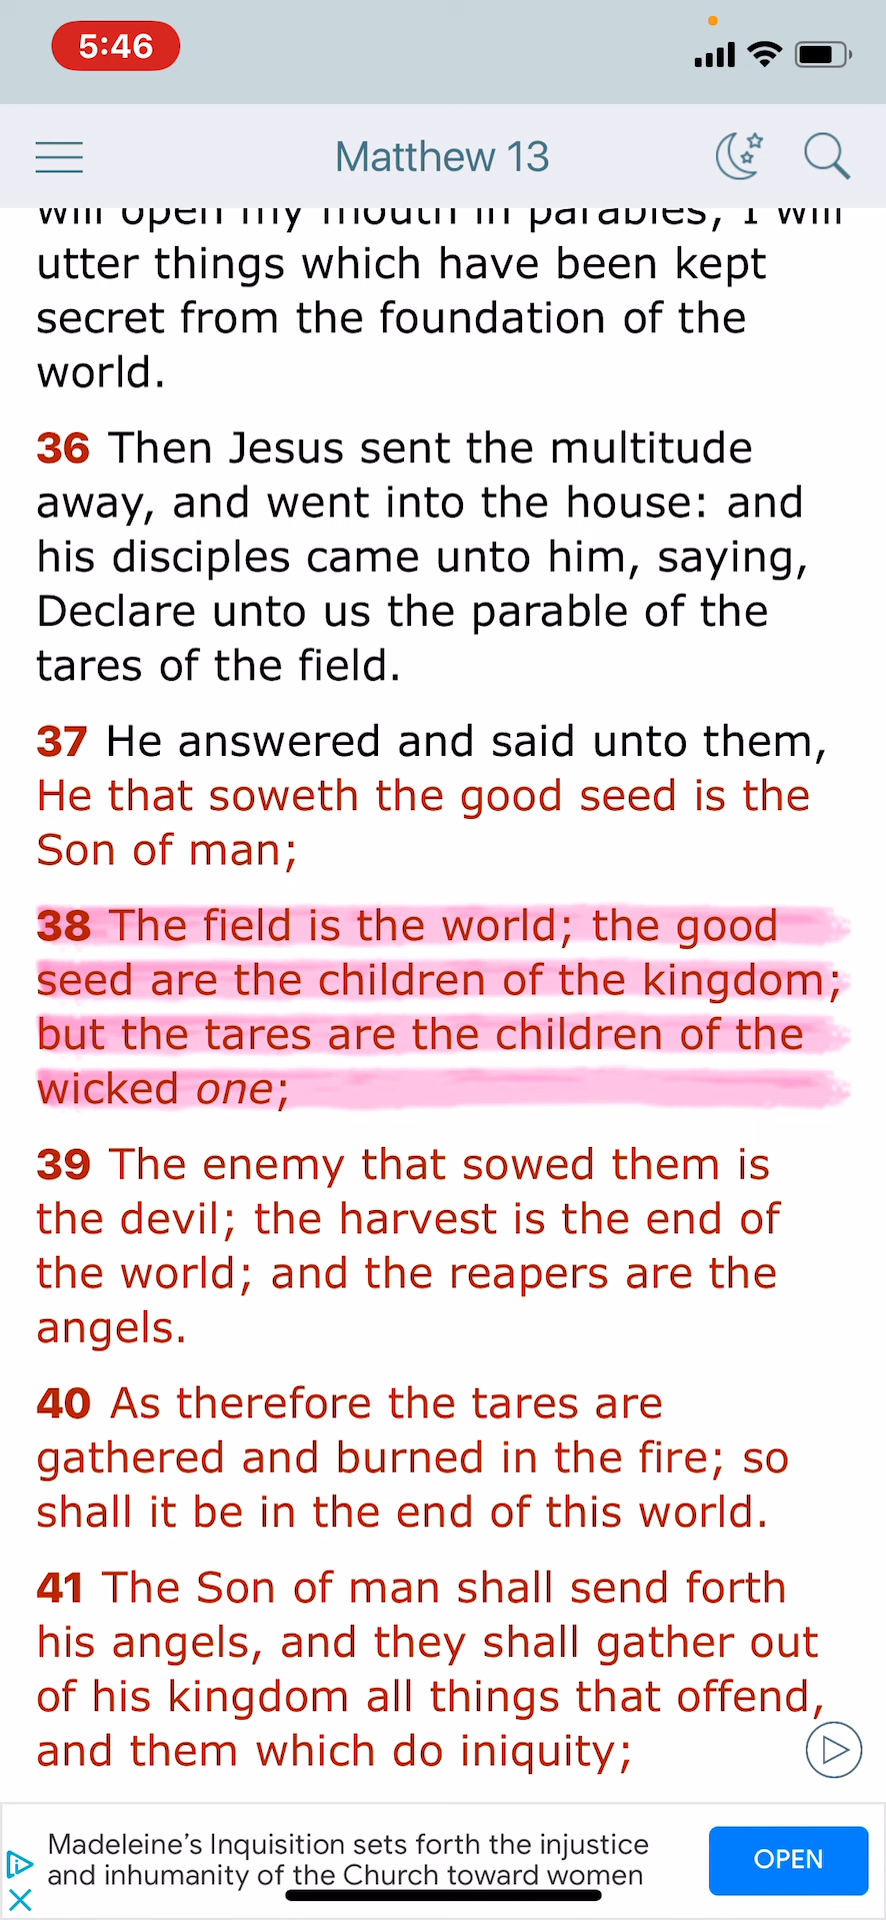 5:46
Matthew 13
will open my mouth in parables; I will
utter things which have been kept
secret from the foundation of the
world.
36 Then Jesus sent the multitude
away, and went into the house: and
his disciples came unto him, saying,
Declare unto us the parable of the
tares of the field.
37 He answered and said unto them,
He that soweth the good seed is the
Son of man;
38 The field is the world; the good
seed are the children of the kingdom;
but the tares are the children of the
wicked one;
39 The enemy that sowed them is
the devil; the harvest is the end of
the world; and the reapers are the
angels.
40 As therefore the tares are
gathered and burned in the fire; so
shall it be in the end of this world.
41 The Son of man shall send forth
his angels, and they shall gather out
of his kingdom all things that offend,
and them which do iniquity;
Madeleine's Inquisition sets forth the injustice
and inhumanity of the Church toward women
OPEN